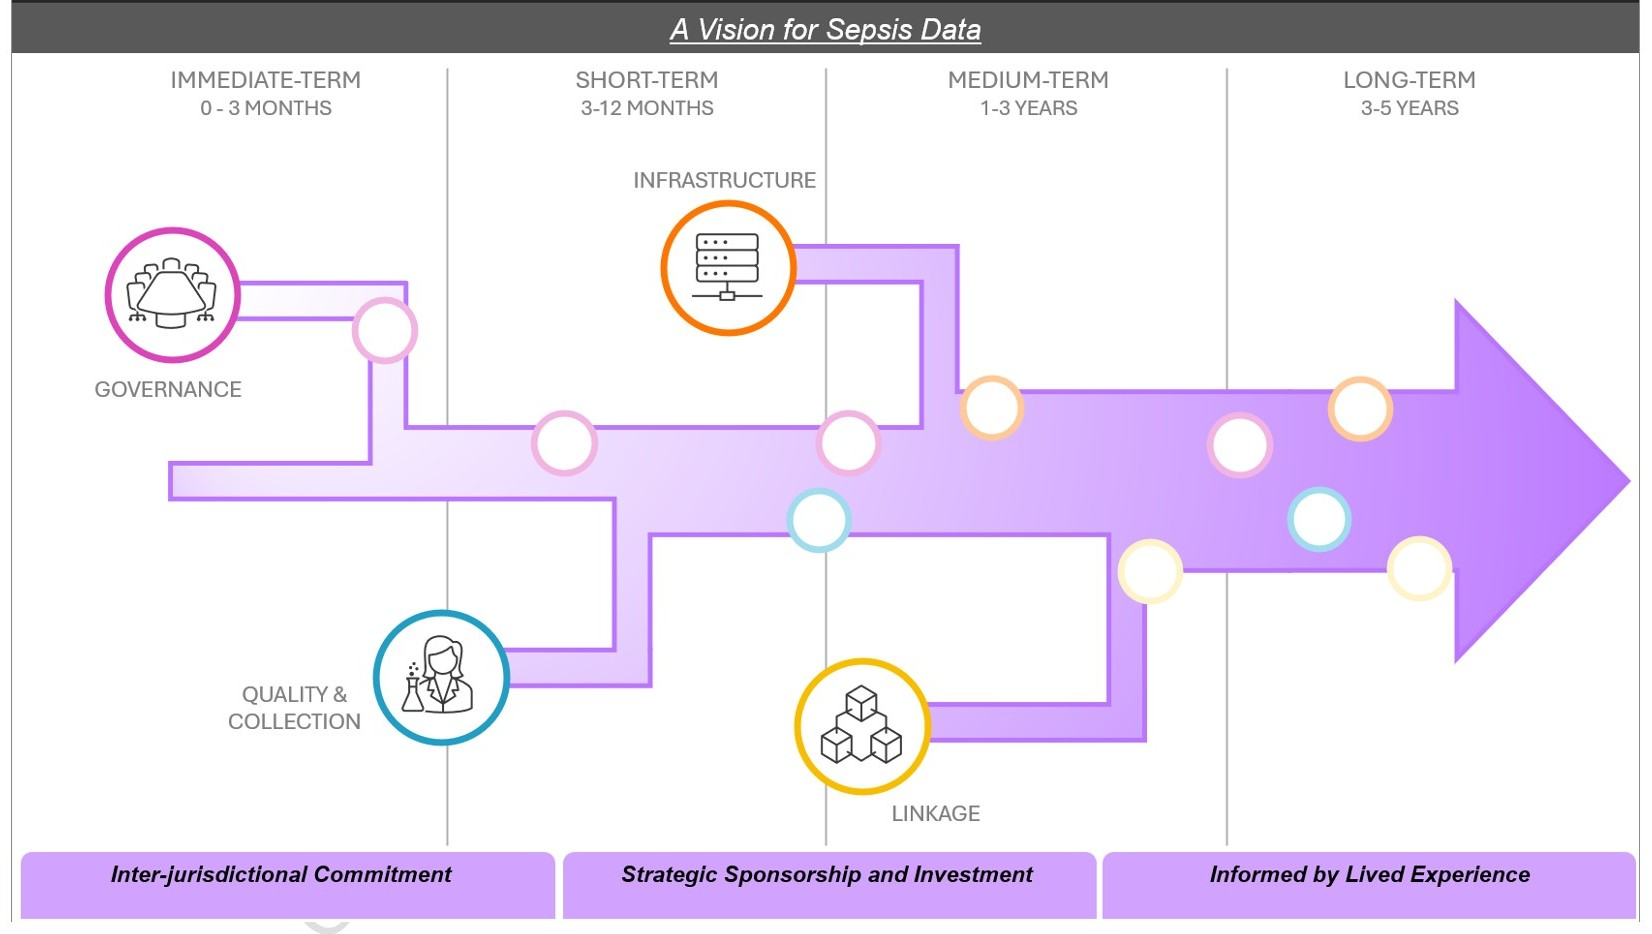 A Vision for Sepsis Data
IMMEDIATE-TERM
0 - 3 MONTHS
SHORT-TERM
3-12 MONTHS
MEDIUM-TERM
1-3 YEARS
LONG-TERM
3-5 YEARS
INFRASTRUCTURE
GOVERNANCE
QUALITY &
COLLECTION
LINKAGE
Inter-jurisdictional Commitment
Strategic Sponsorship and Investment
Informed by Lived Experience